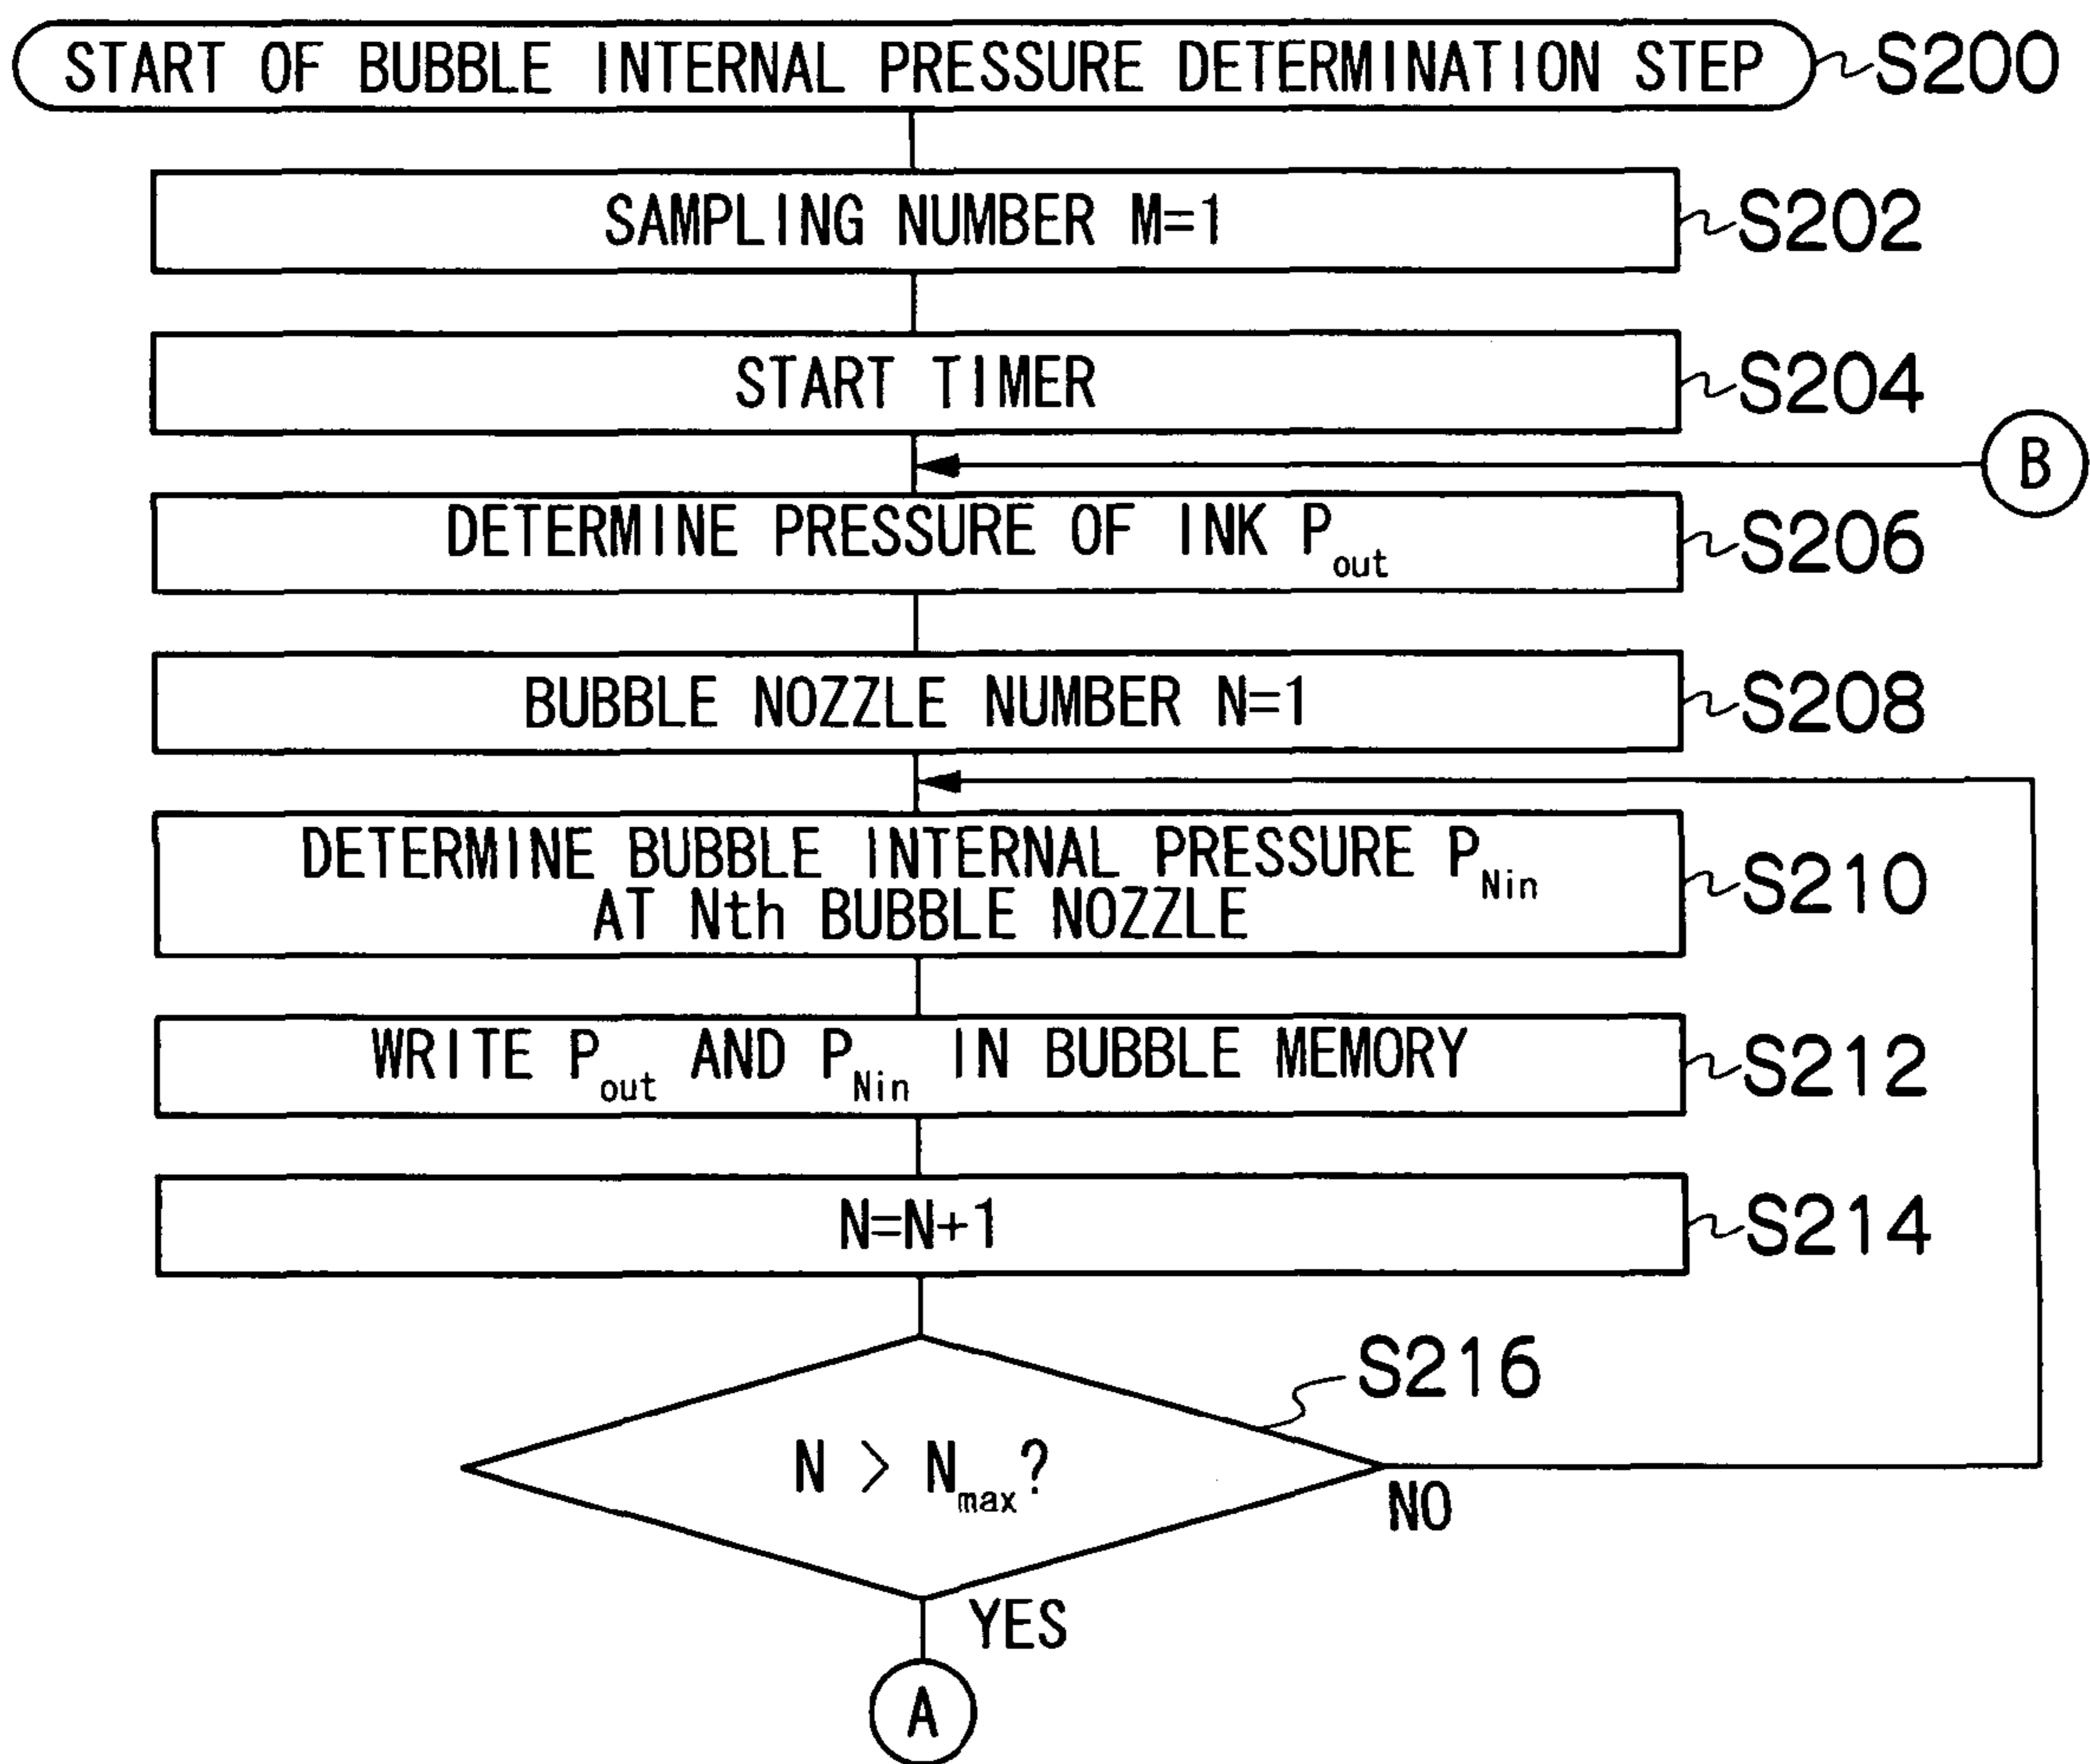 START OF BUBBLE INTERNAL PRESSURE DETERMINATION STEP S200
SAMPLING NUMBER M=1 S202
START TIMER S204
B
DETERMINE PRESSURE OF INK Pout S206
BUBBLE NOZZLE NUMBER N=1 S208
DETERMINE BUBBLE INTERNAL PRESSURE PNin
AT Nth BUBBLE NOZZLE S210
WRITE Pout AND PNin IN BUBBLE MEMORY S212
N=N+1 S214
S216
N > Nmax?
NO
YES
A